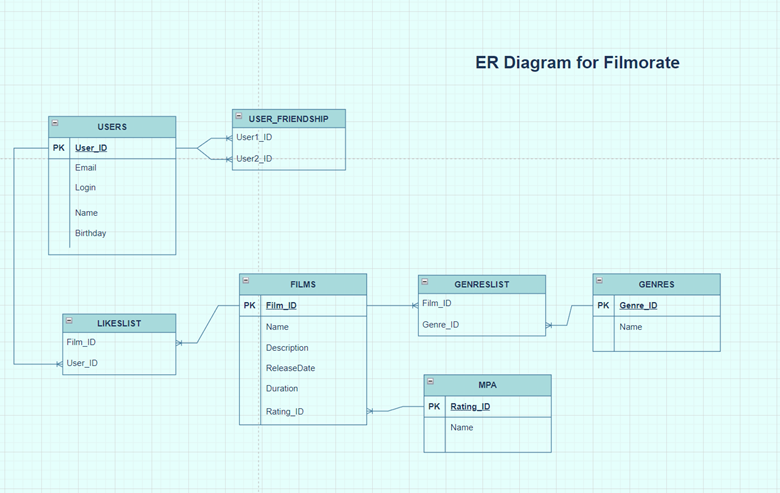 ER Diagram for Filmorate
USERS
PK User_ID
Email
Login
Name
Birthday
USER_FRIENDSHIP
User1_ID
User2_ID
LIKESLIST
Film_ID
User_ID
FILMS
PK Film_ID
Name
Description
ReleaseDate
Duration
Rating_ID
GENRESLIST
Film_ID
Genre_ID
GENRES
PK Genre_ID
Name
MPA
PK Rating_ID
Name